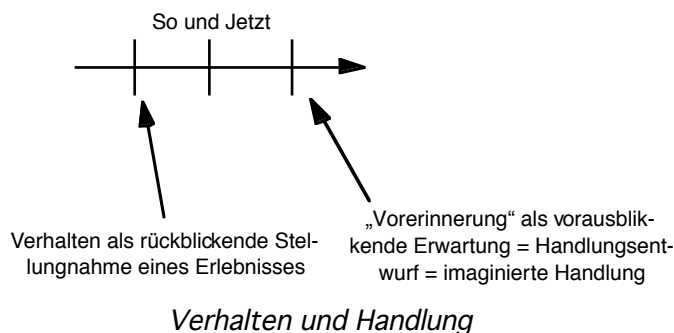 So und Jetzt
Verhalten als rückblickende Stel-
lungnahme eines Erlebnisses
„Vorerinnerung“ als vorausblik-
kende Erwartung = Handlungsent-
wurf = imaginierte Handlung
Verhalten und Handlung